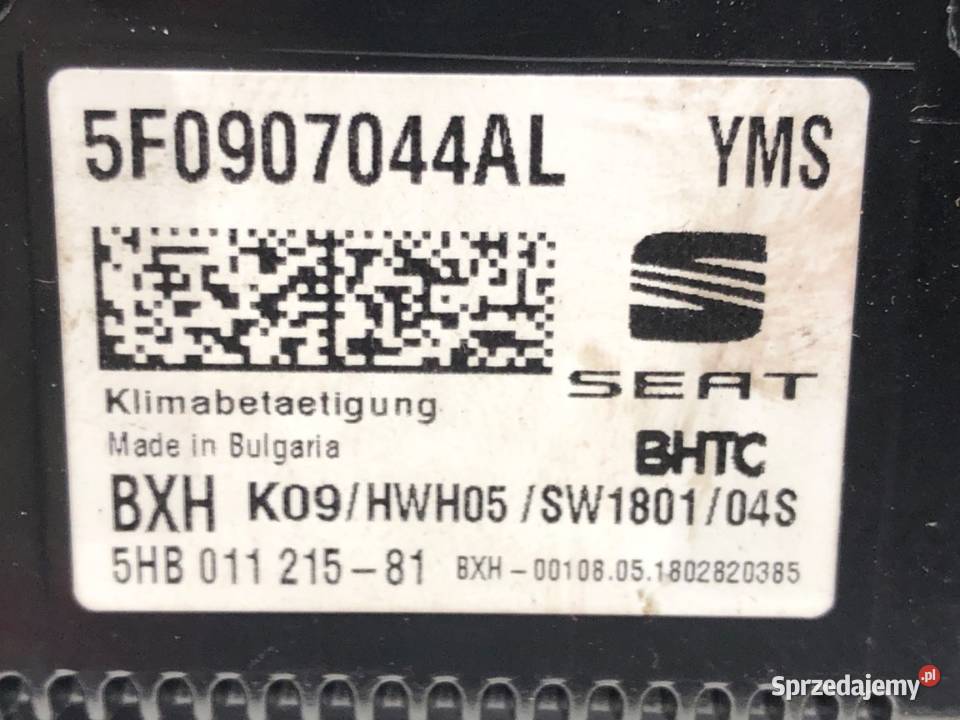 5F0907044AL YMS
SEAT
Klimabetaetigung
Made in Bulgaria
BHTC
BXH K09/HWH05/SW1801/04S
5HB 011 215-81 BXH-00108.05.1802820385
Sprzedajemy.pl